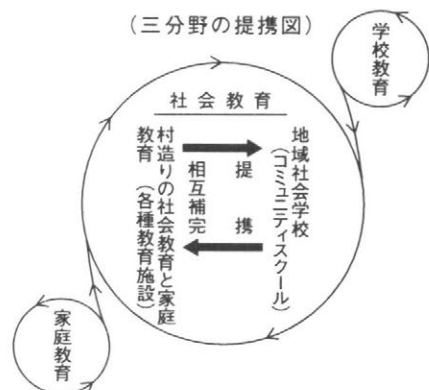 (三分野の提携図)
学校教育
社会教育
地域社会学校
(コミュニティスクール)
提携
相互補完
村造りの社会教育と家庭
教育(各種教育施設)
家庭教育